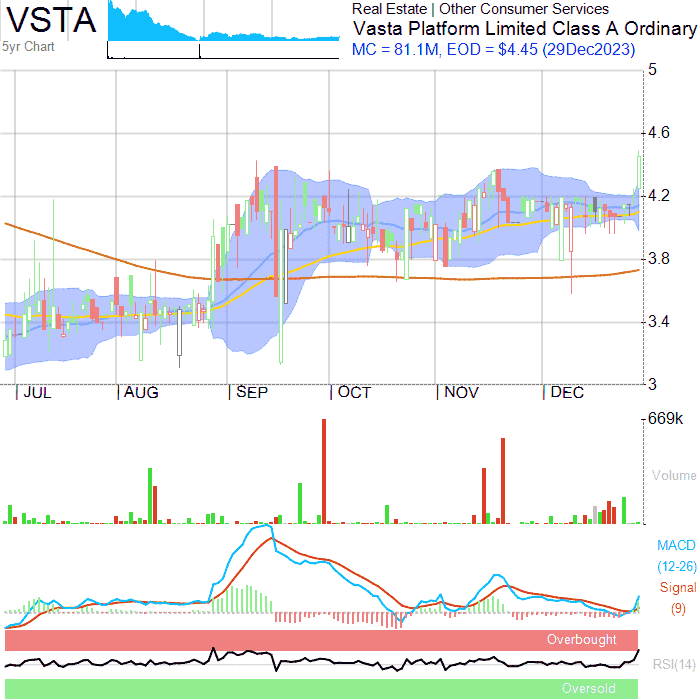 VSTA
5yr Chart
Real Estate | Other Consumer Services
Vasta Platform Limited Class A Ordinary
MC = 81.1M, EOD = $4.45 (29Dec2023)
5
4.6
4.2
3.8
3.4
3
JUL AUG SEP OCT NOV DEC
669k
Volume
MACD
(12-26)
Signal
(9)
Overbought
RSI(14)
Oversold